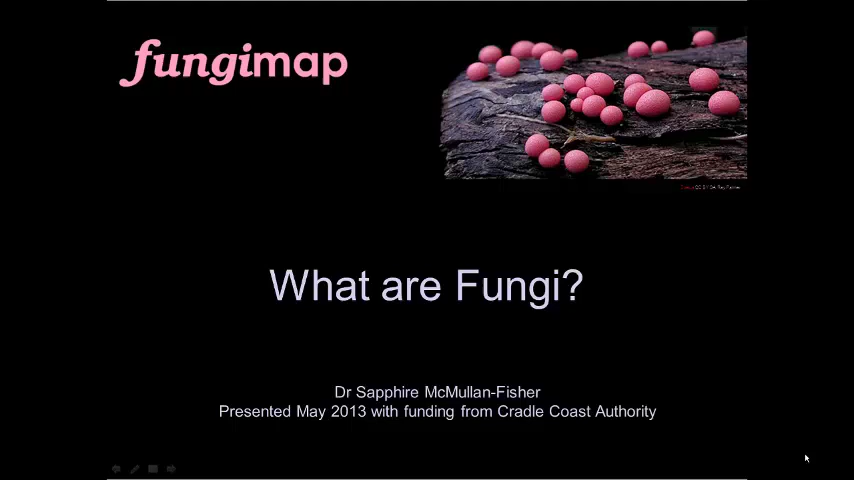 fungimap
What are Fungi?
Dr Sapphire McMullan-Fisher
Presented May 2013 with funding from Cradle Coast Authority